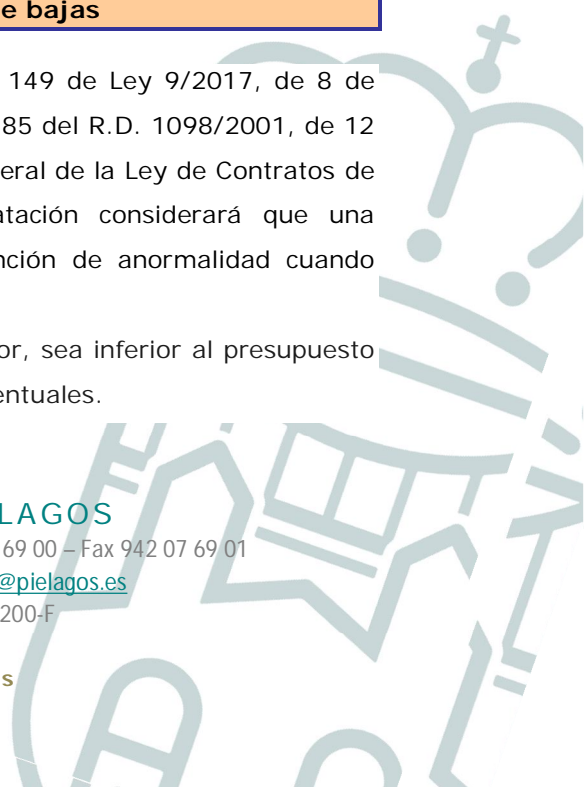 e bajas
149 de Ley 9/2017, de 8 de
85 del R.D. 1098/2001, de 12
eral de la Ley de Contratos de
atación considerará que una
nción de anormalidad cuando
or, sea inferior al presupuesto
entuales.
LAGOS
69 00 – Fax 942 07 69 01
@pielagos.es
200-F
s